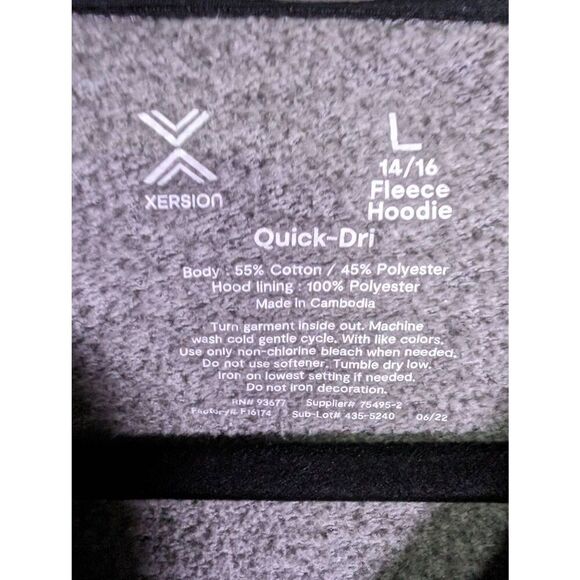 XERSION
L
14/16
Fleece
Hoodie
Quick-Dri
Body : 55% Cotton / 45% Polyester
Hood lining : 100% Polyester
Made in Cambodia
Turn garment inside out. Machine
wash cold gentle cycle. With like colors.
Use only non-chlorine bleach when needed.
Do not use softener. Tumble dry low.
Iron on lowest setting if needed.
Do not iron decoration.
RN# 93677 Supplier# 75495-2
Factory# F16174 Sub-Lot# 435-5240 06/22